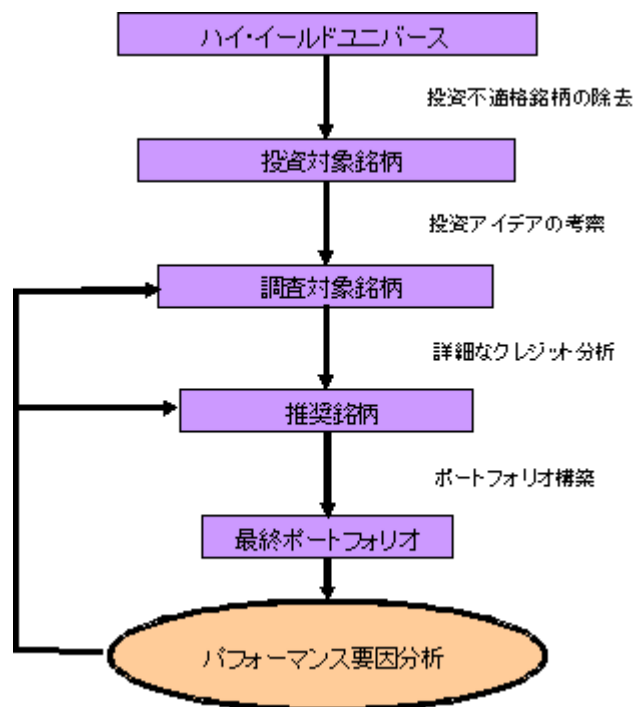 ハイ・イールドユニバース
投資不適格銘柄の除去
投資対象銘柄
投資アイデアの考察
調査対象銘柄
詳細なクレジット分析
推奨銘柄
ポートフォリオ構築
最終ポートフォリオ
パフォーマンス要因分析